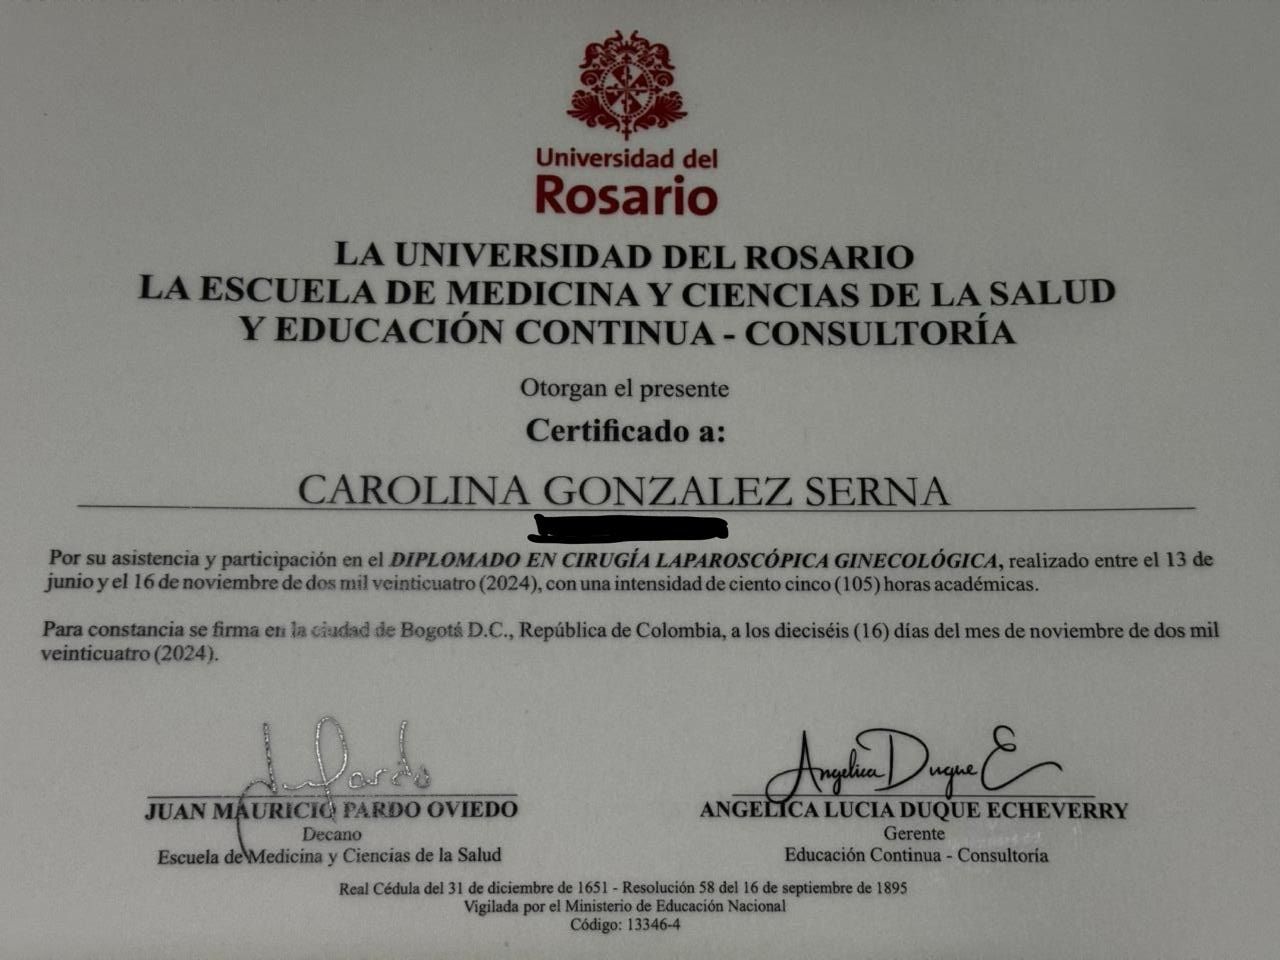 Universidad del
Rosario
LA UNIVERSIDAD DEL ROSARIO
LA ESCUELA DE MEDICINA Y CIENCIAS DE LA SALUD
Y EDUCACIÓN CONTINUA - CONSULTORÍA
Otorgan el presente
Certificado a:
CAROLINA GONZALEZ SERNA
Por su asistencia y participación en el DIPLOMADO EN CIRUGÍA LAPAROSCÓPICA GINECOLÓGICA, realizado entre el 13 de
junio y el 16 de noviembre de dos mil veinticuatro (2024), con una intensidad de ciento cinco (105) horas académicas.
Para constancia se firma en la ciudad de Bogotá D.C., República de Colombia, a los dieciséis (16) días del mes de noviembre de dos mil
veinticuatro (2024).
Angelica Duque E
JUAN MAURICIO PARDO OVIEDO
Decano
Escuela de Medicina y Ciencias de la Salud
ANGELICA LUCIA DUQUE ECHEVERRY
Gerente
Educación Continua - Consultoría
Real Cédula del 31 de diciembre de 1651 - Resolución 58 del 16 de septiembre de 1895
Vigilada por el Ministerio de Educación Nacional
Código: 13346-4